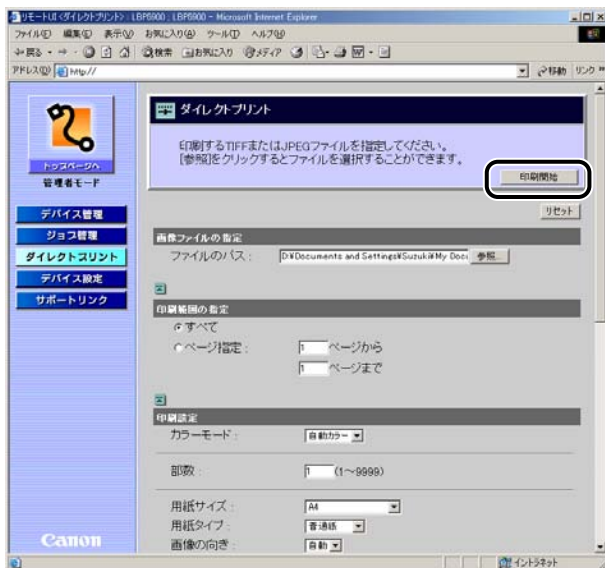 リモートUI <ダイレクトプリント> : LBP5900 ; LBP5900 - Microsoft Internet Explorer
ファイル(F) 編集(E) 表示(V) お気に入り(A) ツール(T) ヘルプ(H)
戻る 検索 お気に入り メディア
アドレス(D) http:// 移動 リンク »
トップページへ
管理者モード
デバイス管理
ジョブ管理
ダイレクトプリント
デバイス設定
サポートリンク
Canon
ダイレクトプリント
印刷するTIFFまたはJPEGファイルを指定してください。
[参照]をクリックするとファイルを選択することができます。
印刷開始
リセット
画像ファイルの指定
ファイルのパス : D:¥Documents and Settings¥Suzuki¥My Doc 参照...
印刷範囲の指定
すべて
ページ指定 : 1 ページから
1 ページまで
印刷設定
カラーモード : 自動カラー
部数 : 1 (1～9999)
用紙サイズ : A4
用紙タイプ : 普通紙
画像の向き : 自動
イントラネット